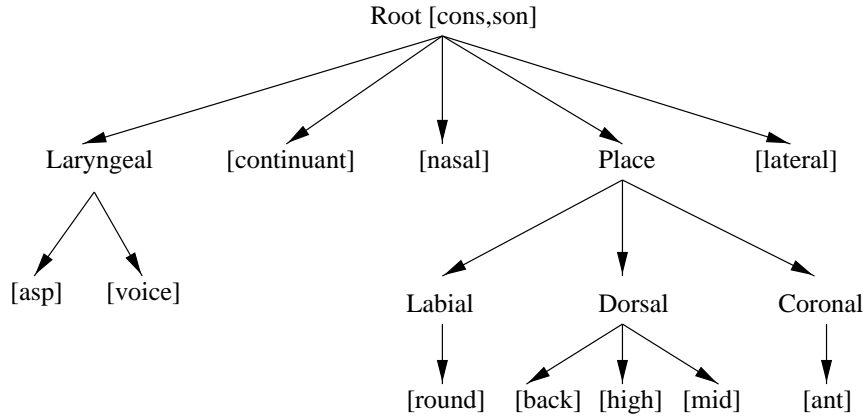 Root [cons,son]
Laryngeal [continuant] [nasal] Place [lateral]
[asp] [voice]
Labial Dorsal Coronal
[round] [back] [high] [mid] [ant]